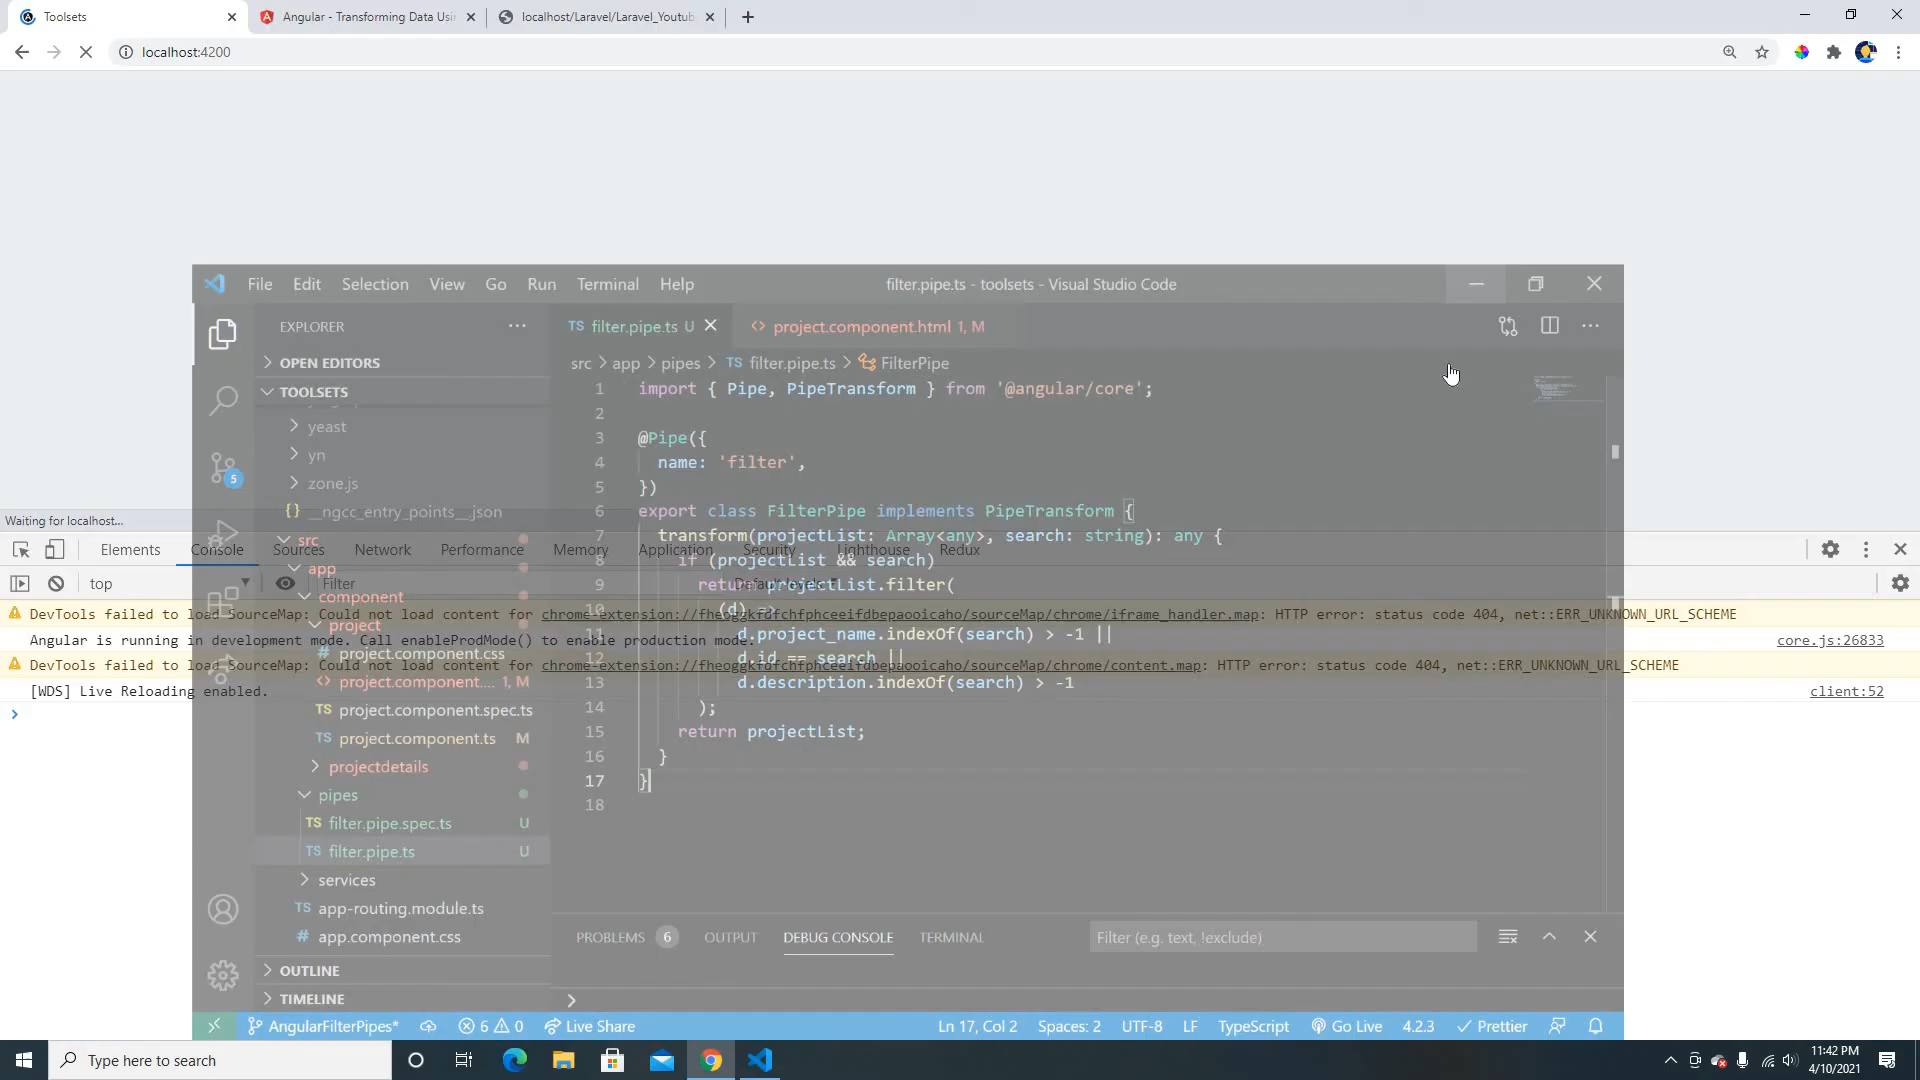 Toolsets
Angular - Transforming Data Usi
localhost/Laravel/Laravel_Youtub
localhost:4200
File Edit Selection View Go Run Terminal Help
filter.pipe.ts - toolsets - Visual Studio Code
EXPLORER
TS filter.pipe.ts U
<> project.component.html 1, M
OPEN EDITORS
src > app > pipes > TS filter.pipe.ts > FilterPipe
TOOLSETS
1 import { Pipe, PipeTransform } from '@angular/core';
2
yeast
3 @Pipe({
yn
4 name: 'filter',
zone.js
5 })
{} __ngcc_entry_points__.json
6 export class FilterPipe implements PipeTransform {
Waiting for localhost...
src
7 transform(projectList: Array<any>, search: string): any {
Elements Console Sources Network Performance Memory Application Security Lighthouse Redux
8 if (projectList && search)
app
top
Filter
9 return projectList.filter(
component
10 (d) =>
DevTools failed to load SourceMap: Could not load content for chrome-extension://fheoggkfdfchfphceeifdbepaooicaho/sourceMap/chrome/iframe_handler.map: HTTP error: status code 404, net::ERR_UNKNOWN_URL_SCHEME
project
11 d.project_name.indexOf(search) > -1 ||
Angular is running in development mode. Call enableProdMode() to enable production mode.
core.js:26833
# project.component.css
12 d.id == search ||
DevTools failed to load SourceMap: Could not load content for chrome-extension://fheoggkfdfchfphceeifdbepaooicaho/sourceMap/chrome/content.map: HTTP error: status code 404, net::ERR_UNKNOWN_URL_SCHEME
<> project.component.... 1, M
13 d.description.indexOf(search) > -1
[WDS] Live Reloading enabled.
client:52
TS project.component.spec.ts
14 );
TS project.component.ts M
15 return projectList;
16 }
projectdetails
17 }
pipes
18
TS filter.pipe.spec.ts U
TS filter.pipe.ts U
services
TS app-routing.module.ts
# app.component.css
PROBLEMS 6 OUTPUT DEBUG CONSOLE TERMINAL
Filter (e.g. text, !exclude)
OUTLINE
TIMELINE
5
AngularFilterPipes*
6
0
Live Share
Ln 17, Col 2
Spaces: 2
UTF-8
LF
TypeScript
Go Live
4.2.3
Prettier
Type here to search
11:42 PM
4/10/2021